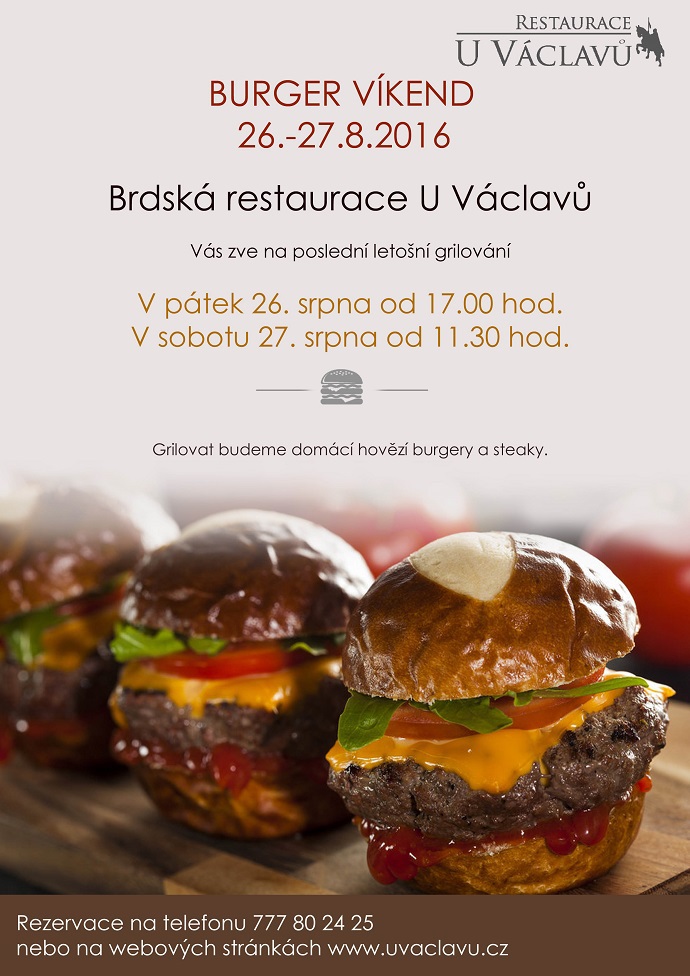 RESTAURACE
U VÁCLAVŮ
BURGER VÍKEND
26.-27.8.2016
Brdská restaurace U Václavů
Vás zve na poslední letošní grilování
V pátek 26. srpna od 17.00 hod.
V sobotu 27. srpna od 11.30 hod.
Grilovat budeme domácí hovězí burgery a steaky.
Rezervace na telefonu 777 80 24 25
nebo na webových stránkách www.uvaclavu.cz